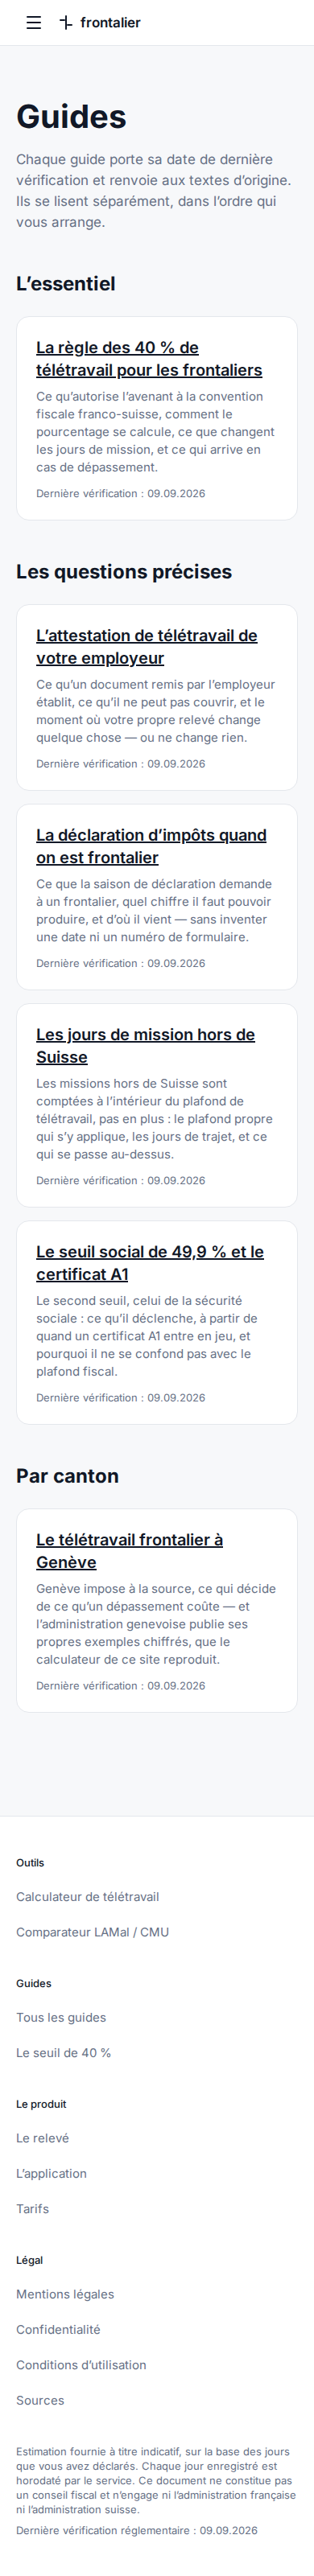 frontalier
Guides
Chaque guide porte sa date de dernière
vérification et renvoie aux textes d’origine.
Ils se lisent séparément, dans l’ordre qui
vous arrange.
L’essentiel
La règle des 40 % de
télétravail pour les frontaliers
Ce qu’autorise l’avenant à la convention
fiscale franco-suisse, comment le
pourcentage se calcule, ce que changent
les jours de mission, et ce qui arrive en
cas de dépassement.
Dernière vérification : 09.09.2026
Les questions précises
L’attestation de télétravail de
votre employeur
Ce qu’un document remis par l’employeur
établit, ce qu’il ne peut pas couvrir, et le
moment où votre propre relevé change
quelque chose — ou ne change rien.
Dernière vérification : 09.09.2026
La déclaration d’impôts quand
on est frontalier
Ce que la saison de déclaration demande
à un frontalier, quel chiffre il faut pouvoir
produire, et d’où il vient — sans inventer
une date ni un numéro de formulaire.
Dernière vérification : 09.09.2026
Les jours de mission hors de
Suisse
Les missions hors de Suisse sont
comptées à l’intérieur du plafond de
télétravail, pas en plus : le plafond propre
qui s’y applique, les jours de trajet, et ce
qui se passe au-dessus.
Dernière vérification : 09.09.2026
Le seuil social de 49,9 % et le
certificat A1
Le second seuil, celui de la sécurité
sociale : ce qu’il déclenche, à partir de
quand un certificat A1 entre en jeu, et
pourquoi il ne se confond pas avec le
plafond fiscal.
Dernière vérification : 09.09.2026
Par canton
Le télétravail frontalier à
Genève
Genève impose à la source, ce qui décide
de ce qu’un dépassement coûte — et
l’administration genevoise publie ses
propres exemples chiffrés, que le
calculateur de ce site reproduit.
Dernière vérification : 09.09.2026
Outils
Calculateur de télétravail
Comparateur LAMal / CMU
Guides
Tous les guides
Le seuil de 40 %
Le produit
Le relevé
L’application
Tarifs
Légal
Mentions légales
Confidentialité
Conditions d’utilisation
Sources
Estimation fournie à titre indicatif, sur la base des jours
que vous avez déclarés. Chaque jour enregistré est
horodaté par le service. Ce document ne constitue pas
un conseil fiscal et n’engage ni l’administration française
ni l’administration suisse.
Dernière vérification réglementaire : 09.09.2026